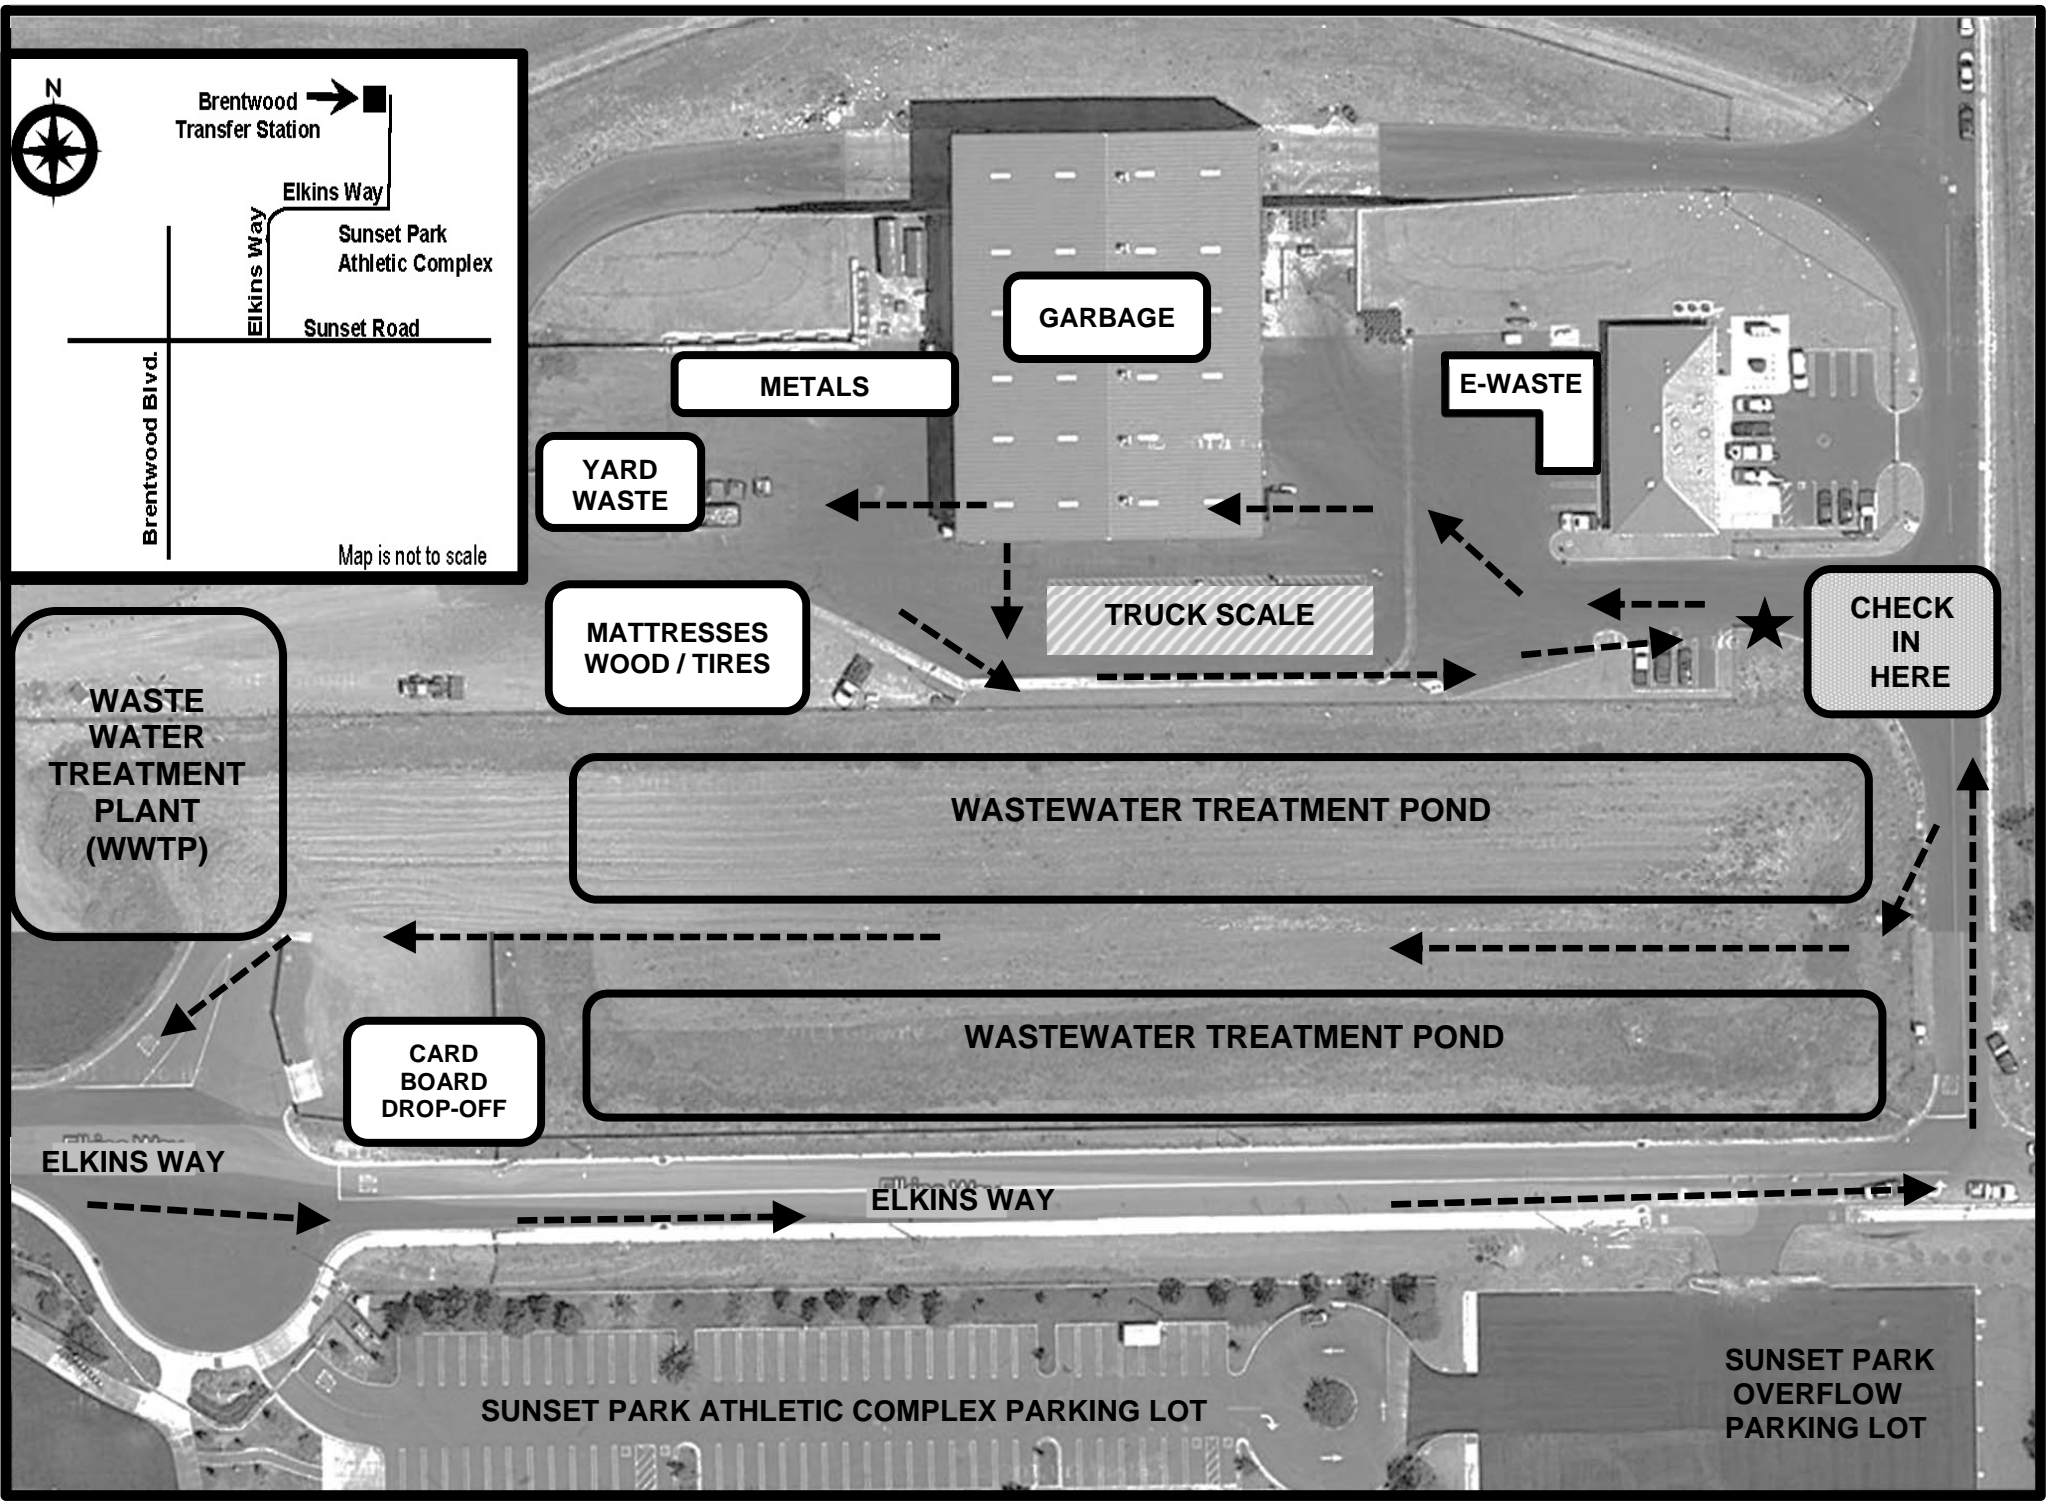 N
Brentwood
Transfer Station
Elkins Way
Elkins Way
Sunset Park
Athletic Complex
Sunset Road
Brentwood Blvd.
Map is not to scale
GARBAGE
METALS
E-WASTE
YARD
WASTE
TRUCK SCALE
CHECK
IN
HERE
MATTRESSES
WOOD / TIRES
WASTE
WATER
TREATMENT
PLANT
(WWTP)
WASTEWATER TREATMENT POND
WASTEWATER TREATMENT POND
CARD
BOARD
DROP-OFF
ELKINS WAY
ELKINS WAY
SUNSET PARK ATHLETIC COMPLEX PARKING LOT
SUNSET PARK
OVERFLOW
PARKING LOT